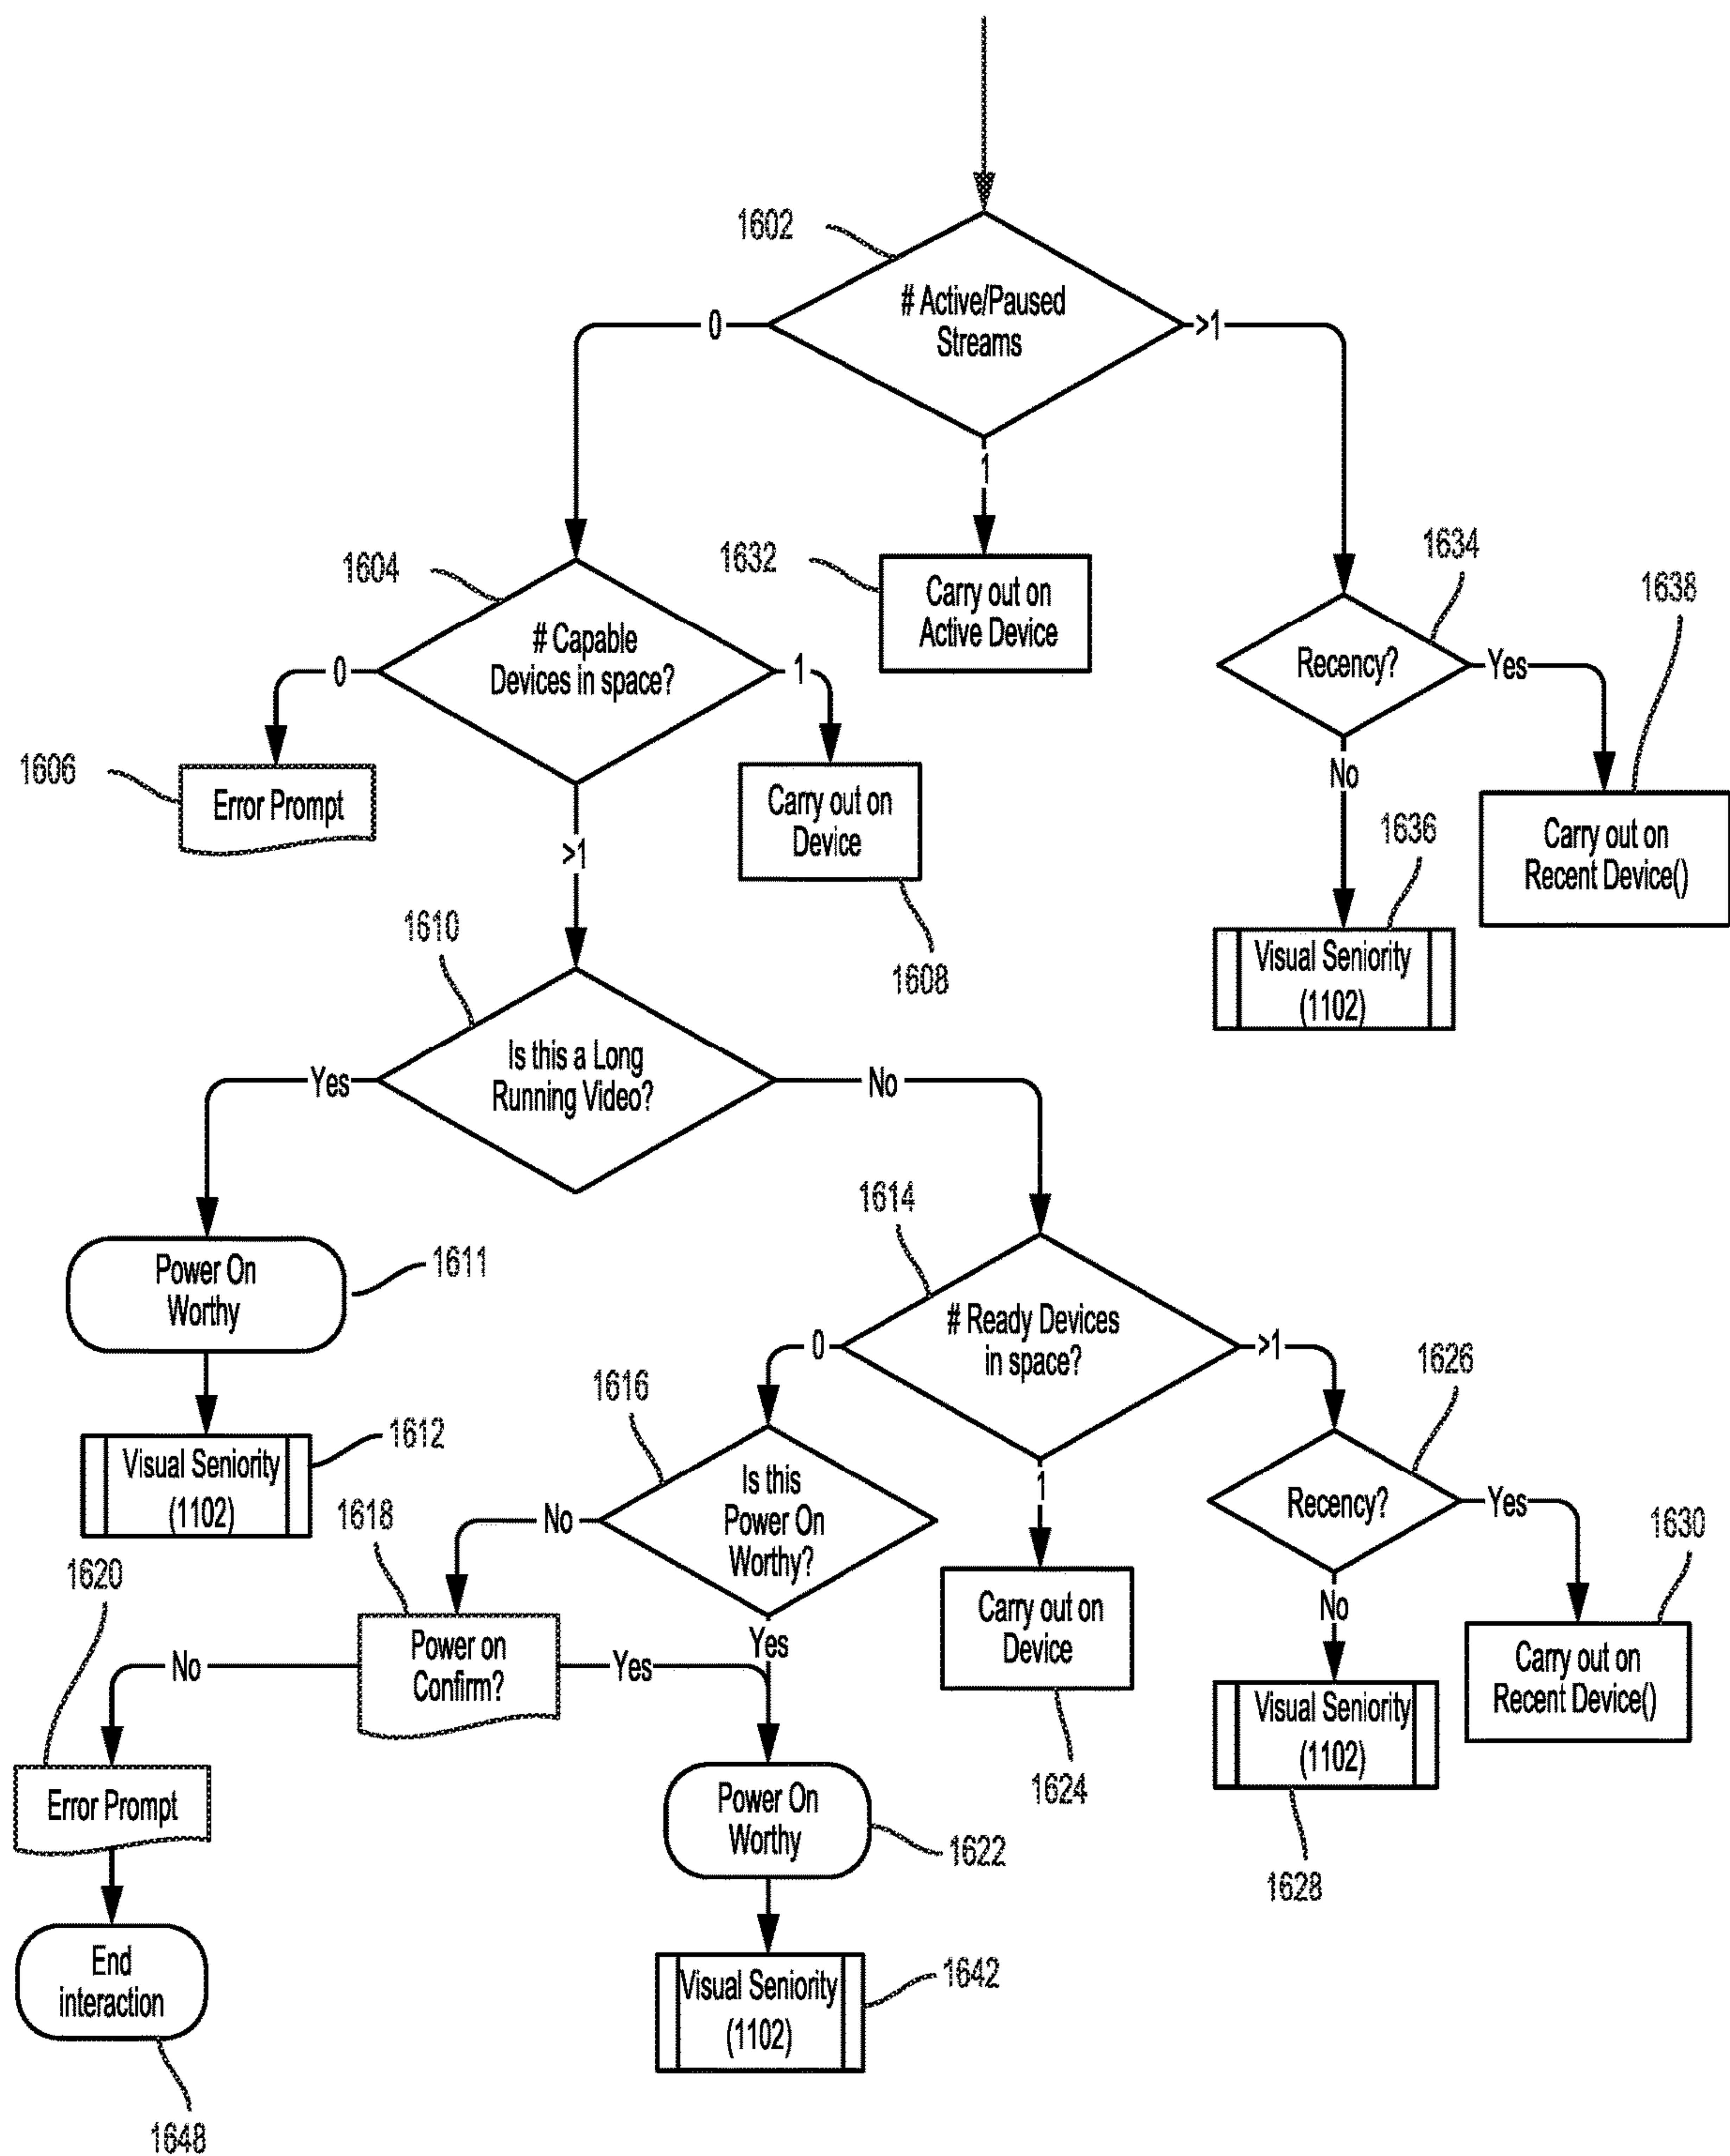 1602
# Active/Paused
Streams
0
>1
1
1604
# Capable
Devices in space?
0
1
>1
1632
Carry out on
Active Device
1634
Recency?
Yes
No
1638
Carry out on
Recent Device()
1636
Visual Seniority
(1102)
1606
Error Prompt
Carry out on
Device
1608
1610
Is this a Long
Running Video?
Yes
No
Power On
Worthy
1611
Visual Seniority
(1102)
1612
1614
# Ready Devices
in space?
0
>1
1
1616
Is this
Power On
Worthy?
No
Yes
1626
Recency?
Yes
No
1630
Carry out on
Recent Device()
1618
Power on
Confirm?
No
Yes
1620
Error Prompt
Carry out on
Device
1624
Visual Seniority
(1102)
1628
Power On
Worthy
1622
End
interaction
1648
Visual Seniority
(1102)
1642